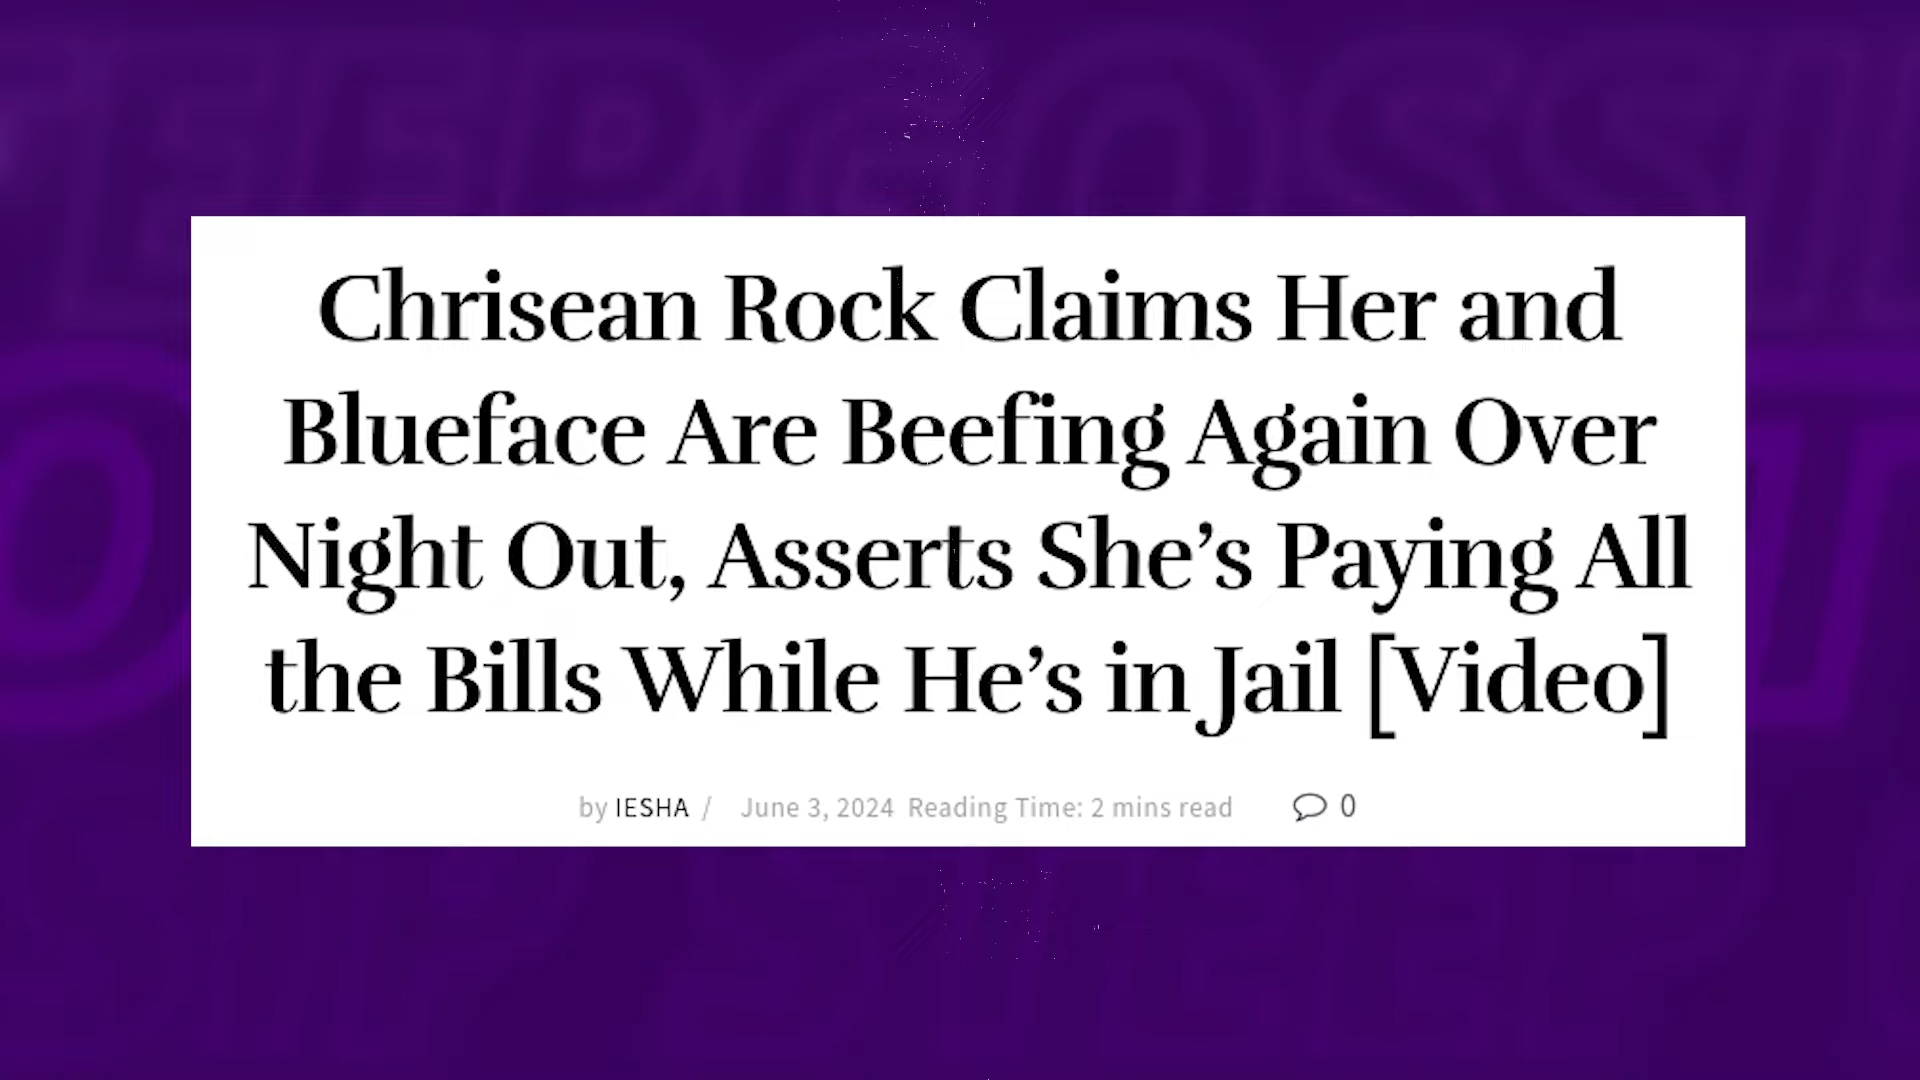 Chrisean Rock Claims Her and
Blueface Are Beefing Again Over
Night Out, Asserts She’s Paying All
the Bills While He’s in Jail [Video]
by IESHA / June 3, 2024 Reading Time: 2 mins read 0